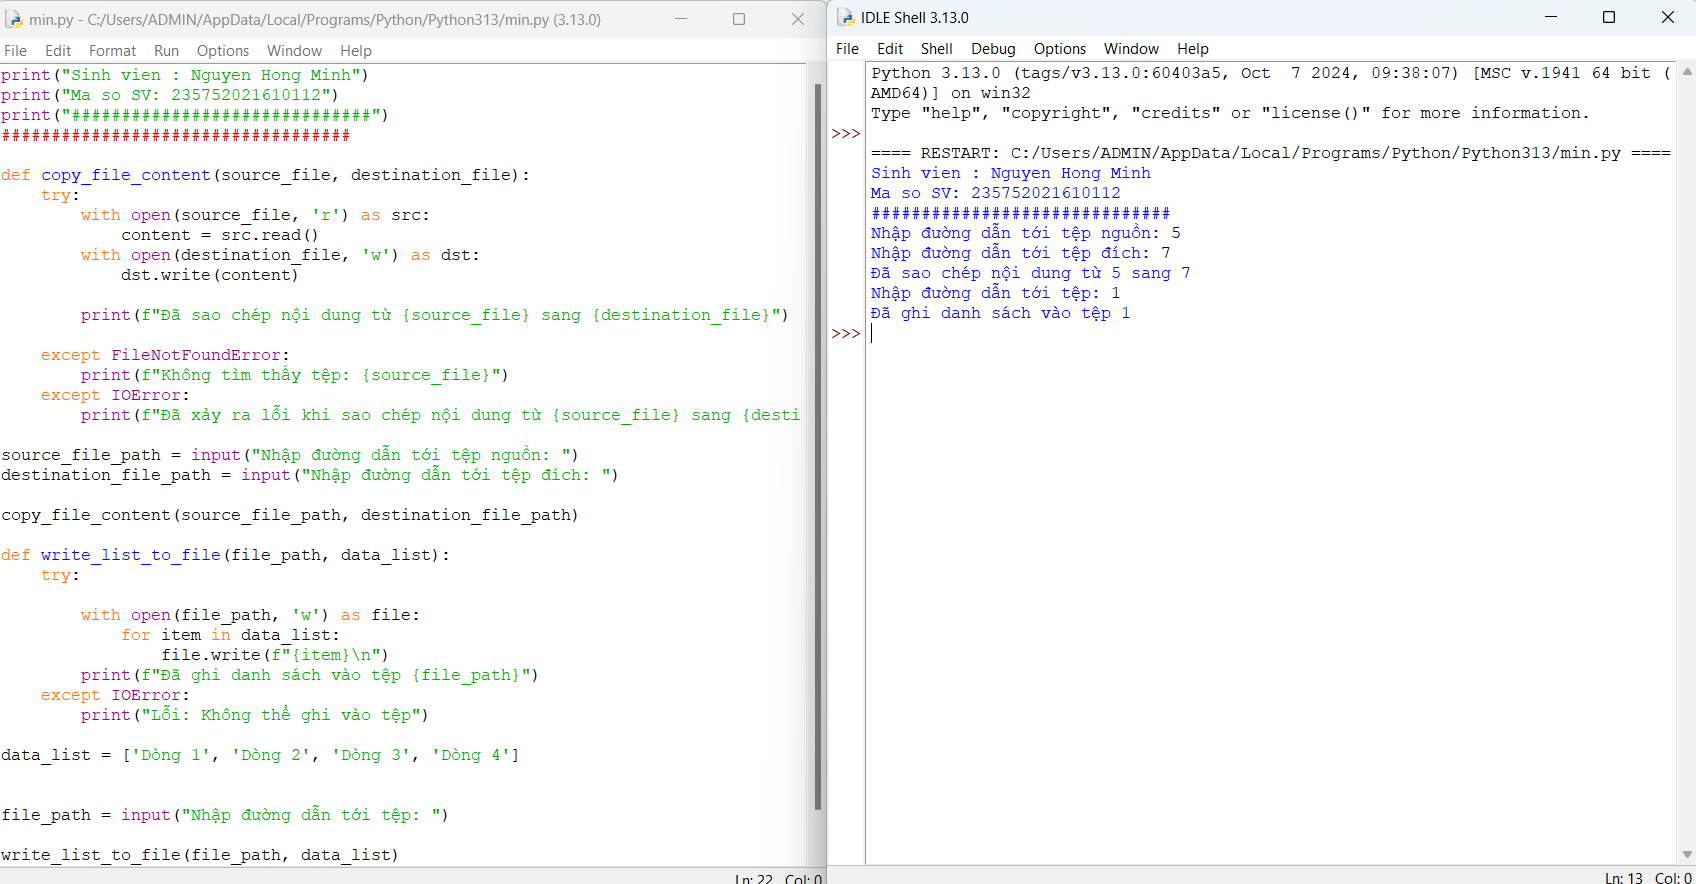 min.py - C:/Users/ADMIN/AppData/Local/Programs/Python/Python313/min.py (3.13.0)
File Edit Format Run Options Window Help
print("Sinh vien : Nguyen Hong Minh")
print("Ma so SV: 235752021610112")
print("##############################")
###################################
def copy_file_content(source_file, destination_file):
    try:
        with open(source_file, 'r') as src:
            content = src.read()
        with open(destination_file, 'w') as dst:
            dst.write(content)
        print(f"Đã sao chép nội dung từ {source_file} sang {destination_file}")
    except FileNotFoundError:
        print(f"Không tìm thấy tệp: {source_file}")
    except IOError:
        print(f"Đã xảy ra lỗi khi sao chép nội dung từ {source_file} sang {desti
source_file_path = input("Nhập đường dẫn tới tệp nguồn: ")
destination_file_path = input("Nhập đường dẫn tới tệp đích: ")
copy_file_content(source_file_path, destination_file_path)
def write_list_to_file(file_path, data_list):
    try:
        with open(file_path, 'w') as file:
            for item in data_list:
                file.write(f"{item}\n")
        print(f"Đã ghi danh sách vào tệp {file_path}")
    except IOError:
        print("Lỗi: Không thể ghi vào tệp")
data_list = ['Dòng 1', 'Dòng 2', 'Dòng 3', 'Dòng 4']
file_path = input("Nhập đường dẫn tới tệp: ")
write_list_to_file(file_path, data_list)
Ln: 22 Col: 0
IDLE Shell 3.13.0
File Edit Shell Debug Options Window Help
Python 3.13.0 (tags/v3.13.0:60403a5, Oct  7 2024, 09:38:07) [MSC v.1941 64 bit (
AMD64)] on win32
Type "help", "copyright", "credits" or "license()" for more information.
>>>
==== RESTART: C:/Users/ADMIN/AppData/Local/Programs/Python/Python313/min.py ====
Sinh vien : Nguyen Hong Minh
Ma so SV: 235752021610112
##############################
Nhập đường dẫn tới tệp nguồn: 5
Nhập đường dẫn tới tệp đích: 7
Đã sao chép nội dung từ 5 sang 7
Nhập đường dẫn tới tệp: 1
Đã ghi danh sách vào tệp 1
>>>
Ln: 13 Col: 0